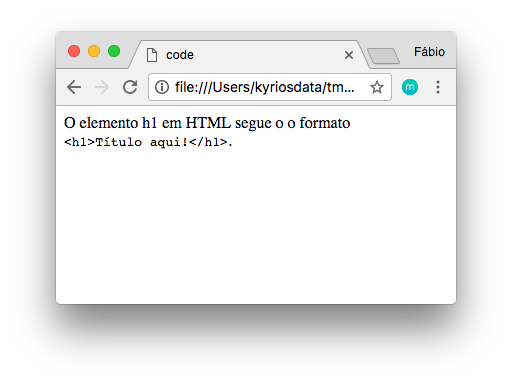 code
Fábio
file:///Users/kyriosdata/tm...
m
O elemento h1 em HTML segue o o formato
<h1>Título aqui!</h1>.